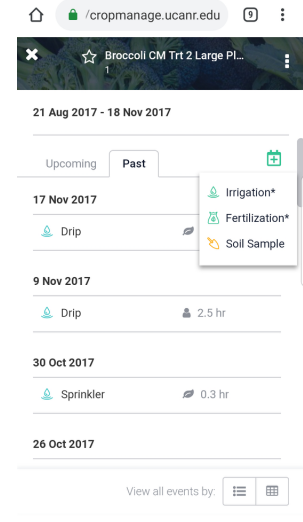 /cropmanage.ucanr.edu 9
Broccoli CM Trt 2 Large Pl...
1
21 Aug 2017 - 18 Nov 2017
Upcoming Past
Irrigation*
Fertilization*
Soil Sample
17 Nov 2017
Drip
9 Nov 2017
Drip 2.5 hr
30 Oct 2017
Sprinkler 0.3 hr
26 Oct 2017
View all events by: